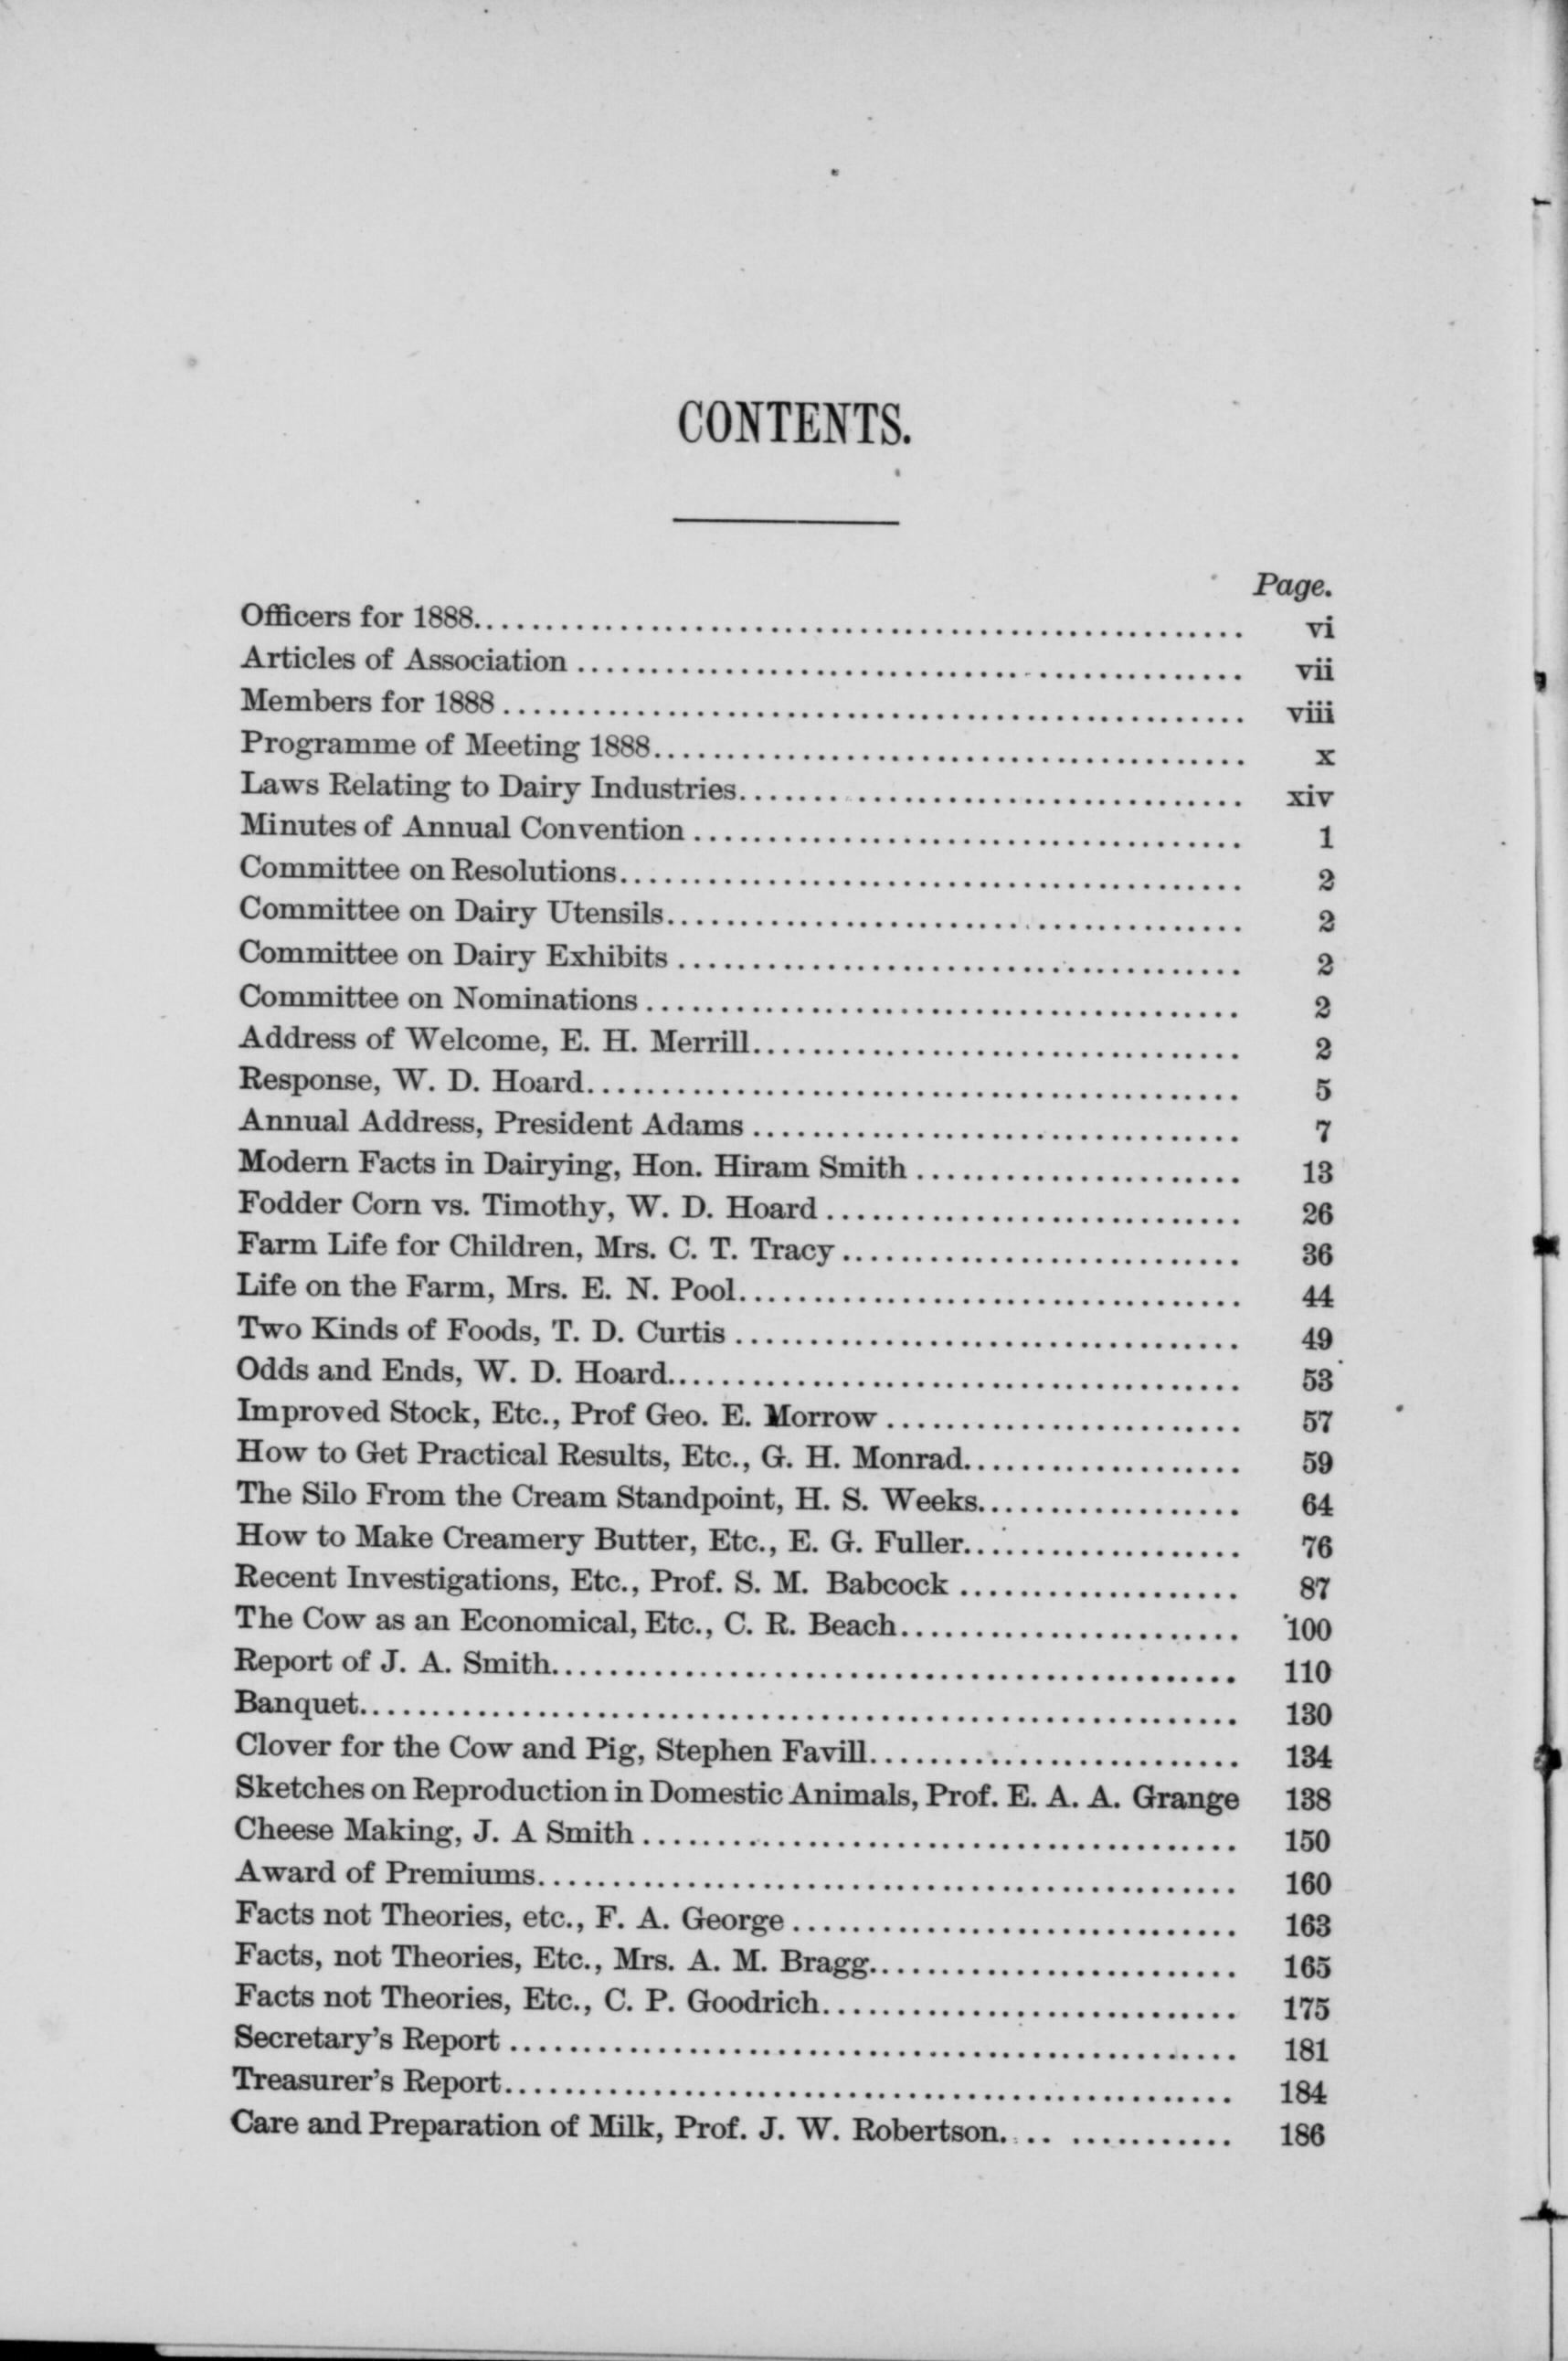 CONTENTS.
Page.
Officers for 1888.................................................... vi
Articles of Association ............................................. vii
Members for 1888 .................................................. viii
Programme of Meeting 1888........................................ x
Laws Relating to Dairy Industries.................................. xiv
Minutes of Annual Convention ..................................... 1
Committee on Resolutions.......................................... 2
Committee on Dairy Utensils....................................... 2
Committee on Dairy Exhibits ...................................... 2
Committee on Nominations ........................................ 2
Address of Welcome, E. H. Merrill................................. 2
Response, W. D. Hoard............................................ 5
Annual Address, President Adams ................................. 7
Modern Facts in Dairying, Hon. Hiram Smith ...................... 13
Fodder Corn vs. Timothy, W. D. Hoard ............................ 26
Farm Life for Children, Mrs. C. T. Tracy ........................... 36
Life on the Farm, Mrs. E. N. Pool.................................. 44
Two Kinds of Foods, T. D. Curtis .................................. 49
Odds and Ends, W. D. Hoard....................................... 53
Improved Stock, Etc., Prof Geo. E. Morrow ........................ 57
How to Get Practical Results, Etc., G. H. Monrad................... 59
The Silo From the Cream Standpoint, H. S. Weeks.................. 64
How to Make Creamery Butter, Etc., E. G. Fuller................... 76
Recent Investigations, Etc., Prof. S. M. Babcock ................... 87
The Cow as an Economical, Etc., C. R. Beach....................... 100
Report of J. A. Smith.............................................. 110
Banquet............................................................ 130
Clover for the Cow and Pig, Stephen Favill......................... 134
Sketches on Reproduction in Domestic Animals, Prof. E. A. A. Grange 138
Cheese Making, J. A Smith ........................................ 150
Award of Premiums............................................... 160
Facts not Theories, etc., F. A. George .............................. 163
Facts, not Theories, Etc., Mrs. A. M. Bragg......................... 165
Facts not Theories, Etc., C. P. Goodrich............................ 175
Secretary's Report ................................................. 181
Treasurer's Report................................................. 184
Care and Preparation of Milk, Prof. J. W. Robertson. .. ........... 186